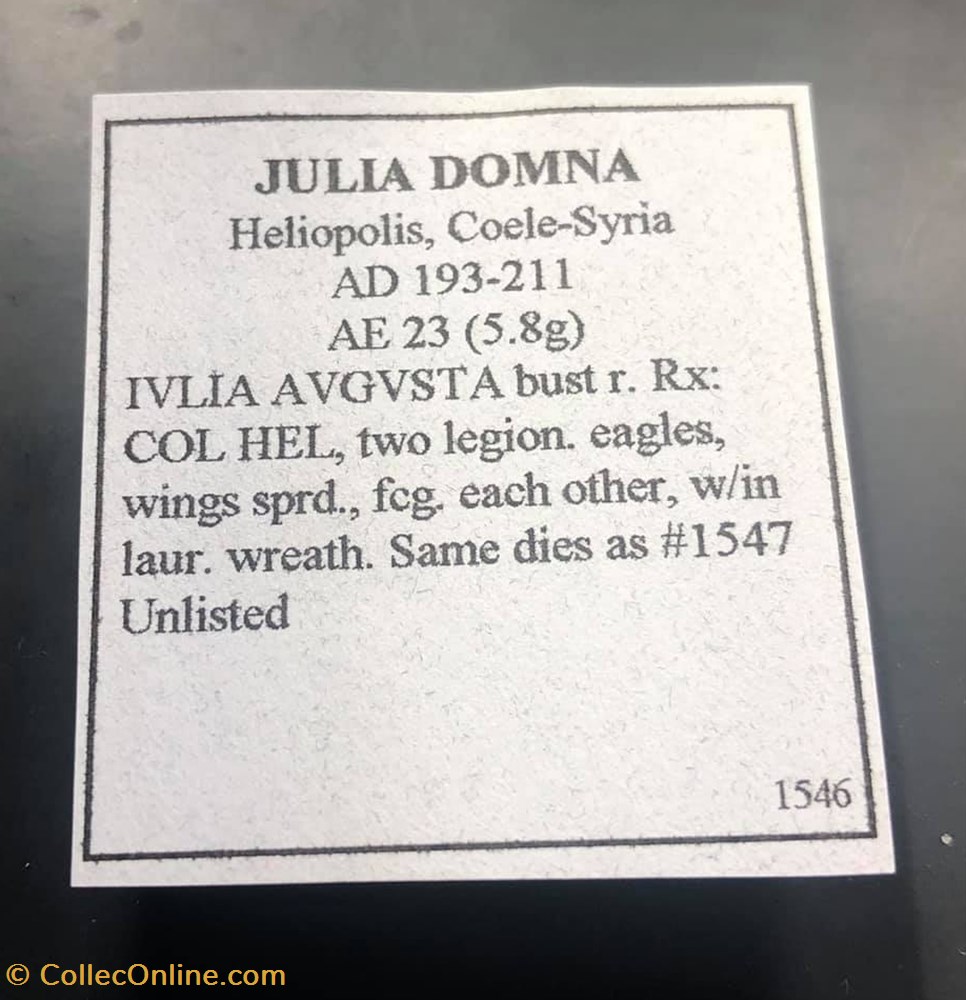 JULIA DOMNA
Heliopolis, Coele-Syria
AD 193-211
AE 23 (5.8g)
IVLIA AVGVSTA bust r. Rx:
COL HEL, two legion. eagles,
wings sprd., fcg. each other, w/in
laur. wreath. Same dies as #1547
Unlisted
1546
© CollecOnline.com